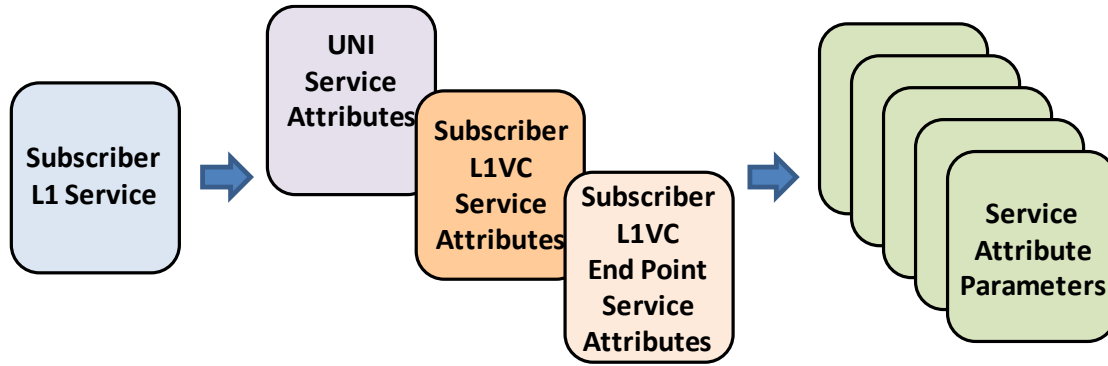 Subscriber
L1 Service
UNI
Service
Attributes
Subscriber
L1VC
Service
Attributes
Subscriber
L1VC
End Point
Service
Attributes
Service
Attribute
Parameters